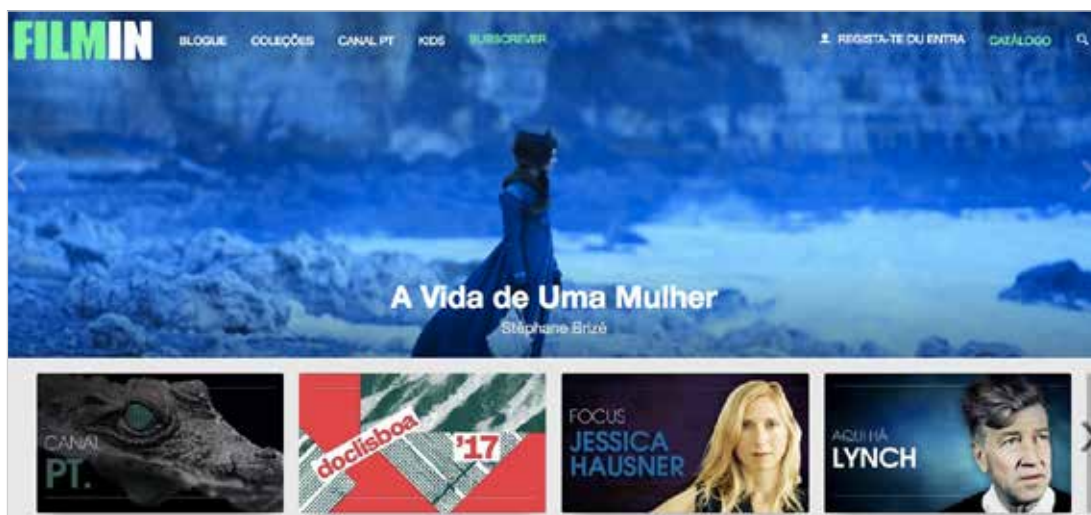 FILMIN BLOGUE COLEÇÕES CANAL PT KIDS SUBSCREVER REGISTA-TE OU ENTRA CATÁLOGO
A Vida de Uma Mulher
Stéphane Brizé
CANAL
PT.
doclisboa
'17
FOCUS
JESSICA
HAUSNER
AQUI HÁ
LYNCH